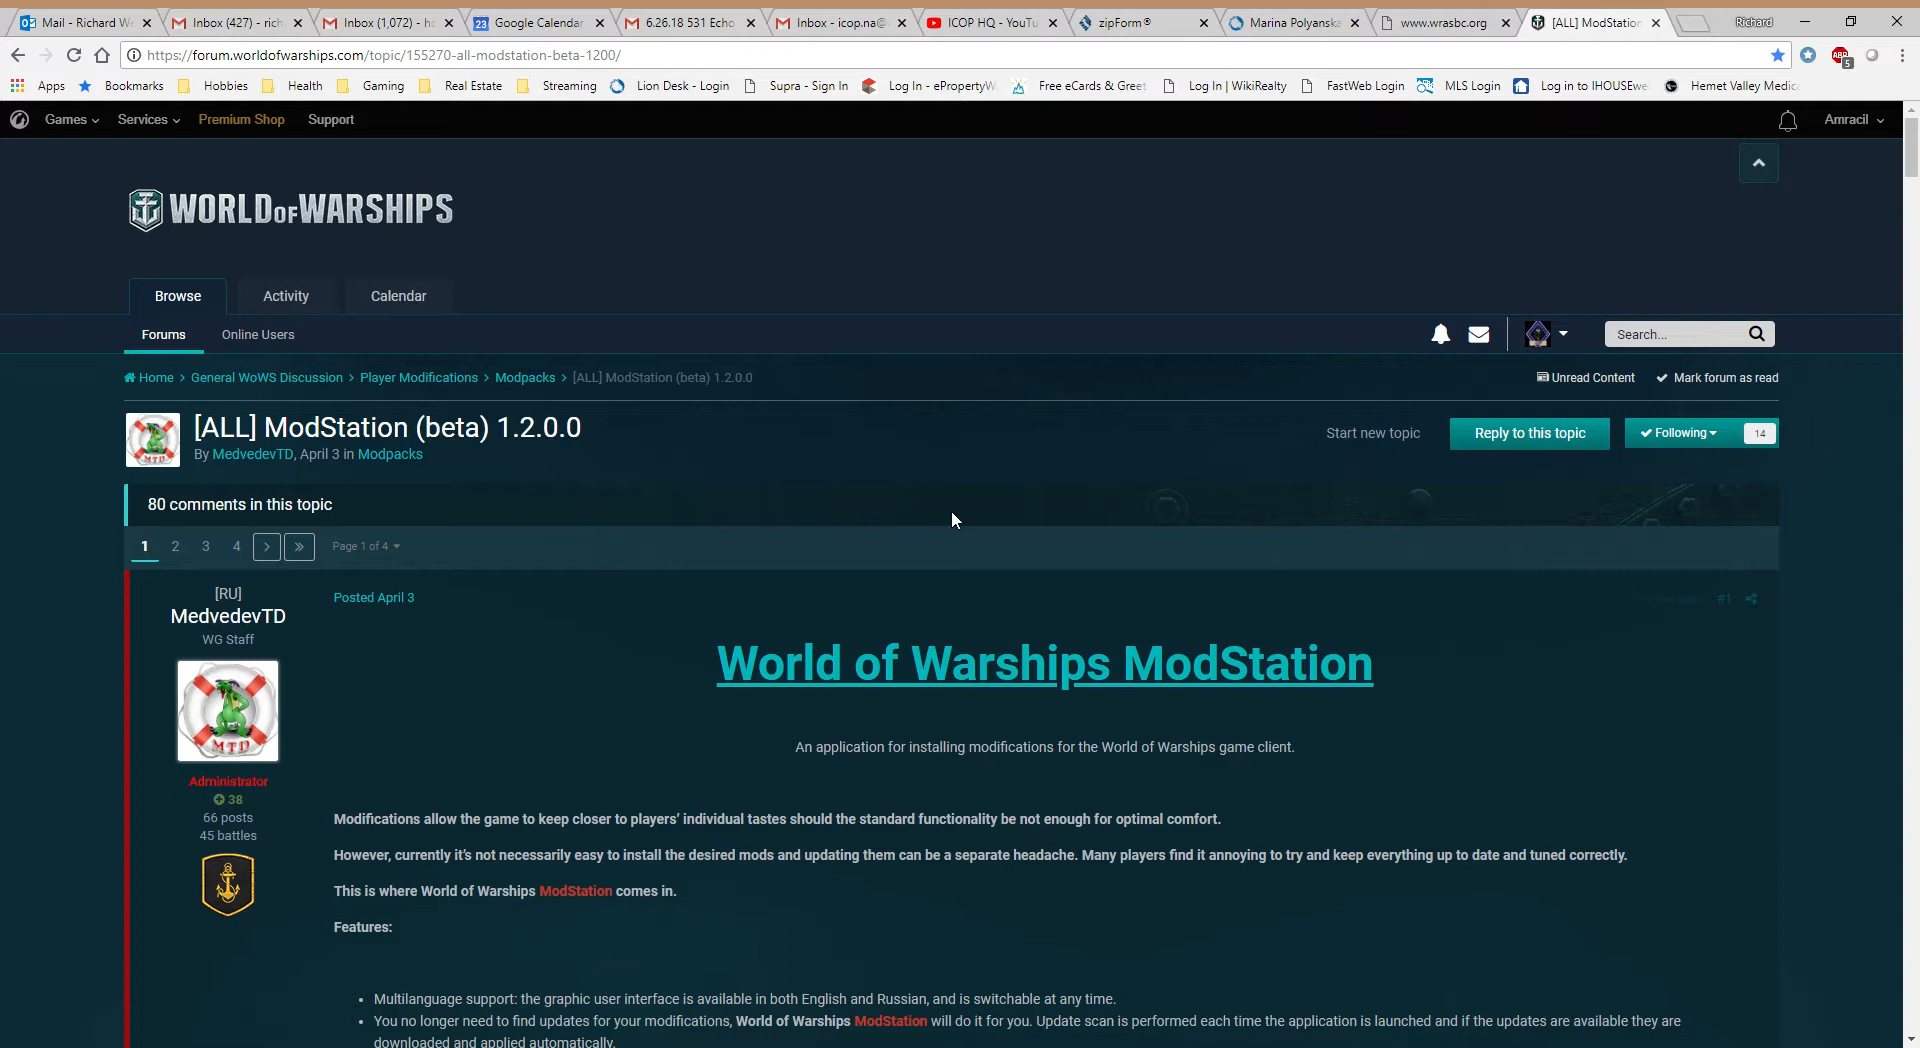 Mail - Richard We
Inbox (427) - rich
Inbox (1,072) - ho
23 Google Calendar
6.26.18 531 Echo
Inbox - icop.na@
ICOP HQ - YouTu
zipForm®
Marina Polyanska
www.wrasbc.org
[ALL] ModStation
Richard
https://forum.worldofwarships.com/topic/155270-all-modstation-beta-1200/
ABP 5
Apps
Bookmarks
Hobbies
Health
Gaming
Real Estate
Streaming
Lion Desk - Login
Supra - Sign In
Log In - ePropertyW
Free eCards & Greet
Log In | WikiRealty
FastWeb Login
MLS Login
Log in to IHOUSEwe
Hemet Valley Medica
Games
Services
Premium Shop
Support
Amracil
WORLD OF WARSHIPS
Browse
Activity
Calendar
Forums
Online Users
Search...
Home > General WoWS Discussion > Player Modifications > Modpacks > [ALL] ModStation (beta) 1.2.0.0
Unread Content
Mark forum as read
[ALL] ModStation (beta) 1.2.0.0
By MedvedevTD, April 3 in Modpacks
Start new topic
Reply to this topic
Following
14
80 comments in this topic
1 2 3 4
Page 1 of 4
[RU]
MedvedevTD
WG Staff
MTD
Administrator
38
66 posts
45 battles
Posted April 3
#1
World of Warships ModStation
An application for installing modifications for the World of Warships game client.
Modifications allow the game to keep closer to players' individual tastes should the standard functionality be not enough for optimal comfort.
However, currently it's not necessarily easy to install the desired mods and updating them can be a separate headache. Many players find it annoying to try and keep everything up to date and tuned correctly.
This is where World of Warships ModStation comes in.
Features:
• Multilanguage support: the graphic user interface is available in both English and Russian, and is switchable at any time.
• You no longer need to find updates for your modifications, World of Warships ModStation will do it for you. Update scan is performed each time the application is launched and if the updates are available they are
downloaded and applied automatically.